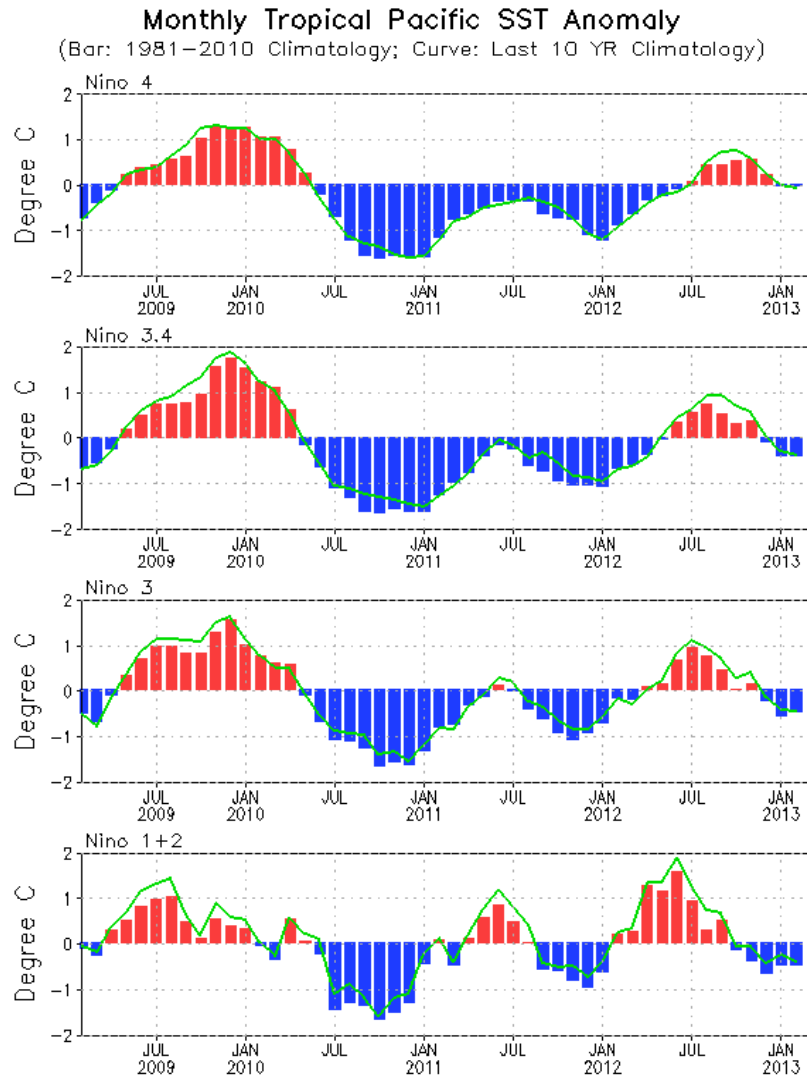 Monthly Tropical Pacific SST Anomaly
(Bar: 1981-2010 Climatology; Curve: Last 10 YR Climatology)
Nino 4
Degree C
2
1
0
-1
-2
JUL JAN JUL JAN JUL JAN JUL JAN
2009 2010 2011 2012 2013
Nino 3.4
Degree C
2
1
0
-1
-2
JUL JAN JUL JAN JUL JAN JUL JAN
2009 2010 2011 2012 2013
Nino 3
Degree C
2
1
0
-1
-2
JUL JAN JUL JAN JUL JAN JUL JAN
2009 2010 2011 2012 2013
Nino 1+2
Degree C
2
1
0
-1
-2
JUL JAN JUL JAN JUL JAN JUL JAN
2009 2010 2011 2012 2013